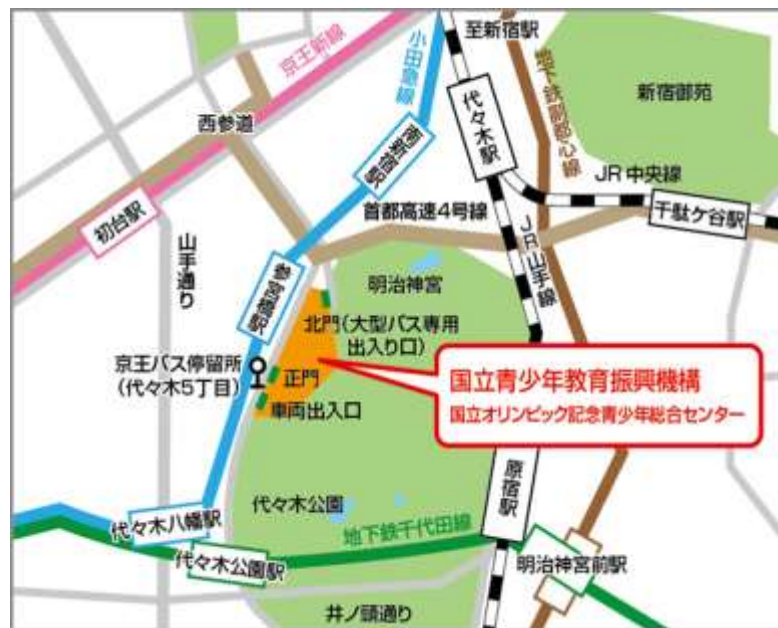 至新宿駅
京王新線
小田急線
地下鉄副都心線
新宿御苑
代々木駅
西参道
南新宿駅
JR中央線
千駄ケ谷駅
首都高速4号線
初台駅
山手通り
JR山手線
参宮橋駅
明治神宮
北門(大型バス専用
出入り口)
京王バス停留所
(代々木5丁目)
正門
車両出入口
国立青少年教育振興機構
国立オリンピック記念青少年総合センター
原宿駅
代々木公園
代々木八幡駅
地下鉄千代田線
代々木公園駅
明治神宮前駅
井ノ頭通り